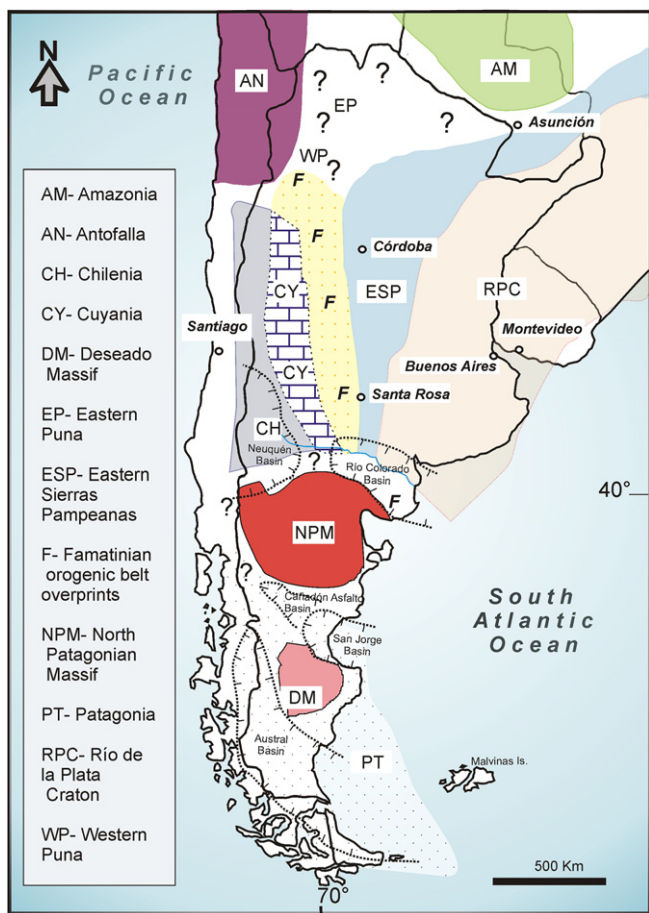 N
Pacific
Ocean
AN
AM
?
?
EP
?
?
Asunción
WP
?
F
AM- Amazonia
AN- Antofalla
CH- Chilenia
CY- Cuyania
DM- Deseado
Massif
EP- Eastern
Puna
ESP- Eastern
Sierras
Pampeanas
F- Famatinian
orogenic belt
overprints
NPM- North
Patagonian
Massif
PT- Patagonia
RPC- Río de
la Plata
Craton
WP- Western
Puna
F
Córdoba
CY
ESP
RPC
F
Santiago
Montevideo
Buenos Aires
CY
F
Santa Rosa
CH
Neuquén
Basin
?
Río Colorado
Basin
40°
?
F
NPM
?
Cañadón Asfalto
Basin
South
Atlantic
Ocean
San Jorge
Basin
DM
Austral
Basin
PT
Malvinas Is.
500 Km
70°